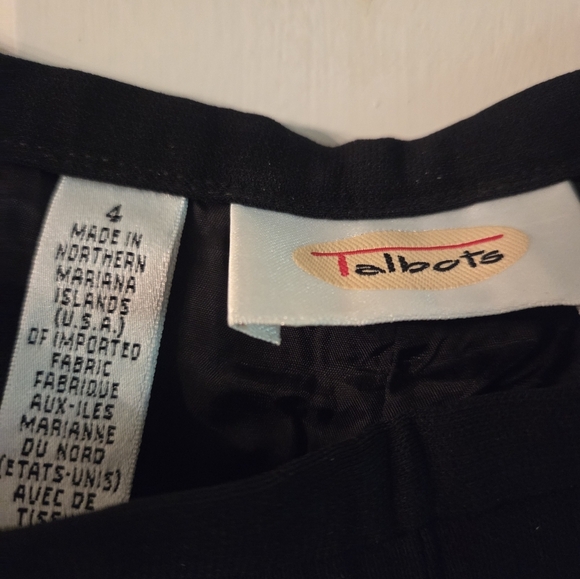 4
MADE IN
NORTHERN
MARIANA
ISLANDS
(U.S.A.)
OF IMPORTED
FABRIC
FABRIQUE
AUX-ILES
MARIANNE
DU NORD
(ETATS-UNIS)
AVEC DE
Talbots